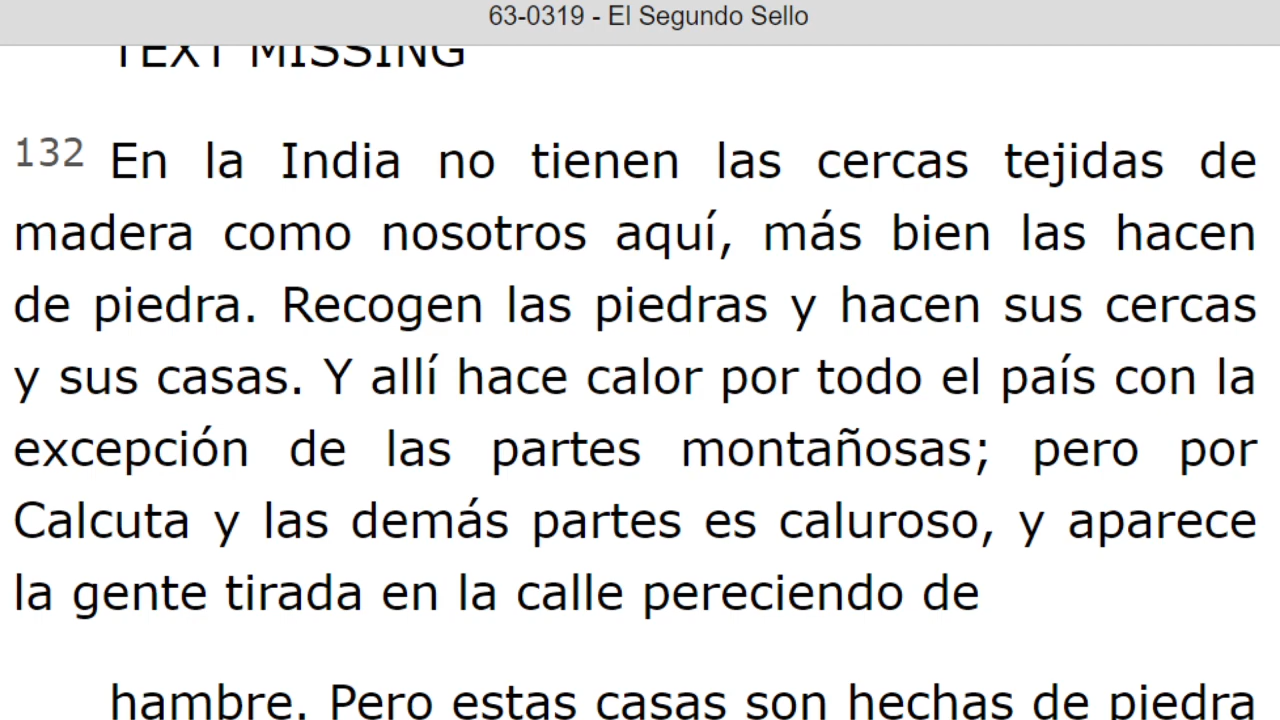 63-0319 - El Segundo Sello
TEXT MISSING
132 En la India no tienen las cercas tejidas de
madera como nosotros aquí, más bien las hacen
de piedra. Recogen las piedras y hacen sus cercas
y sus casas. Y allí hace calor por todo el país con la
excepción de las partes montañosas; pero por
Calcuta y las demás partes es caluroso, y aparece
la gente tirada en la calle pereciendo de
hambre. Pero estas casas son hechas de piedra